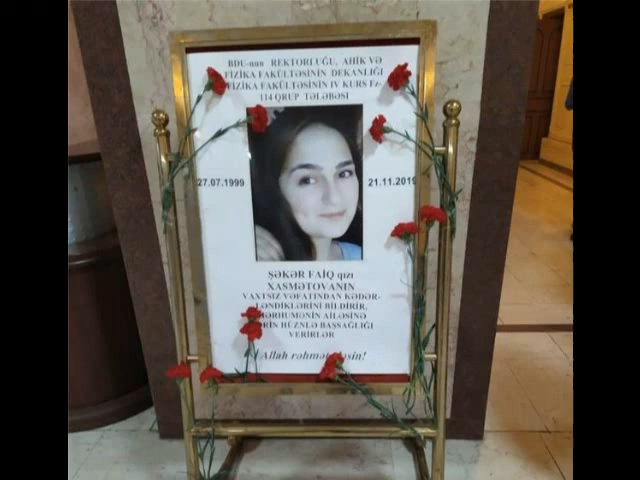 BDU-nun REKTORLUĞU, AHİK VƏ
FİZİKA FAKÜLTƏSİNİN DEKANLIĞI
FİZİKA FAKÜLTƏSİNİN IV KURS Fz-
114 QRUP TƏLƏBƏSİ
27.07.1999
21.11.2019
ŞƏKƏR FAİQ qızı
XASMƏTOVANIN
VAXTSIZ VƏFATINDAN KƏDƏR-
LƏNDİKLƏRİNİ BİLDİRİR,
MƏRHUMƏNİN AİLƏSİNƏ
DƏRİN HÜZNLƏ BAŞSAĞLIĞI
VERİRLƏR
Allah rəhmət eləsin!